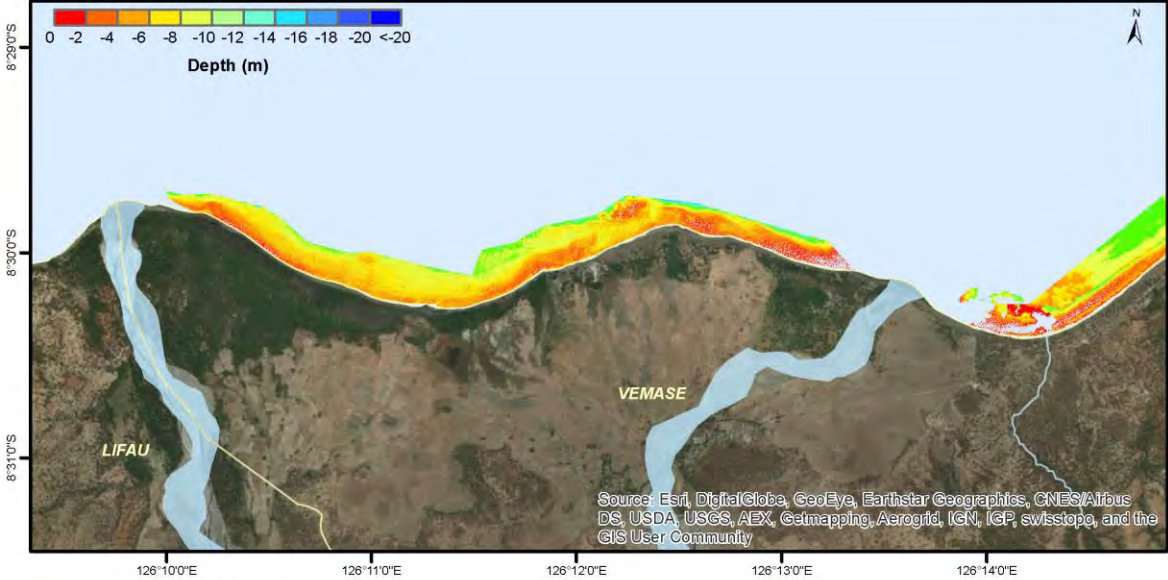 0 -2 -4 -6 -8 -10 -12 -14 -16 -18 -20 <-20
Depth (m)
N
8°29'0"S
8°30'0"S
8°31'0"S
VEMASE
LIFAU
Source: Esri, DigitalGlobe, GeoEye, Earthstar Geographics, CNES/Airbus
DS, USDA, USGS, AEX, Getmapping, Aerogrid, IGN, IGP, swisstopo, and the
GIS User Community
126°10'0"E 126°11'0"E 126°12'0"E 126°13'0"E 126°14'0"E